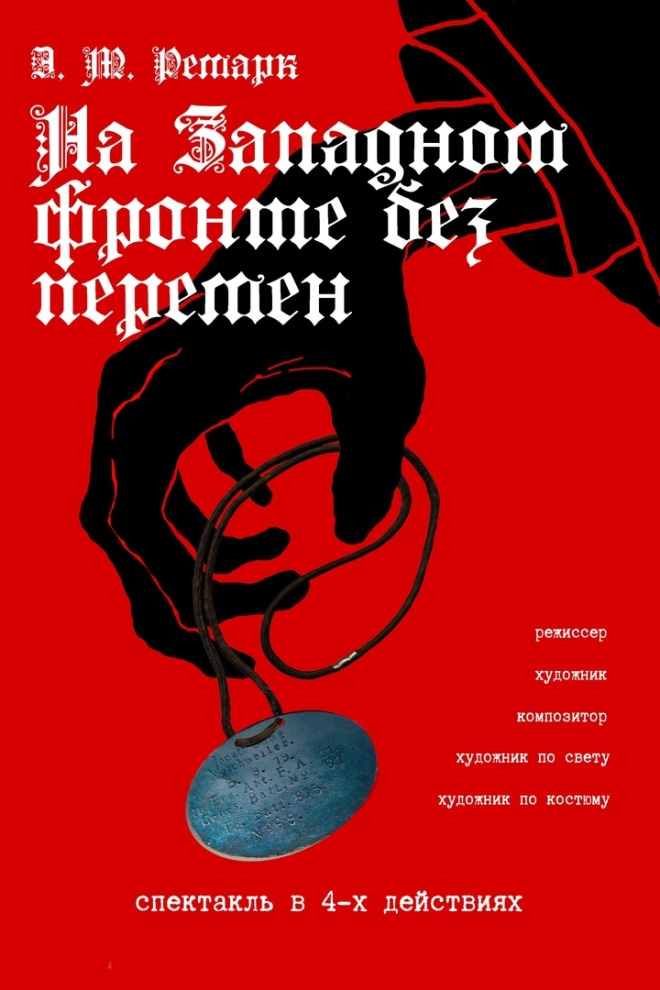 Э. М. Ремарк
На Западном
фронте без
перемен
режиссер
художник
композитор
художник по свету
художник по костюму
спектакль в 4-х действиях